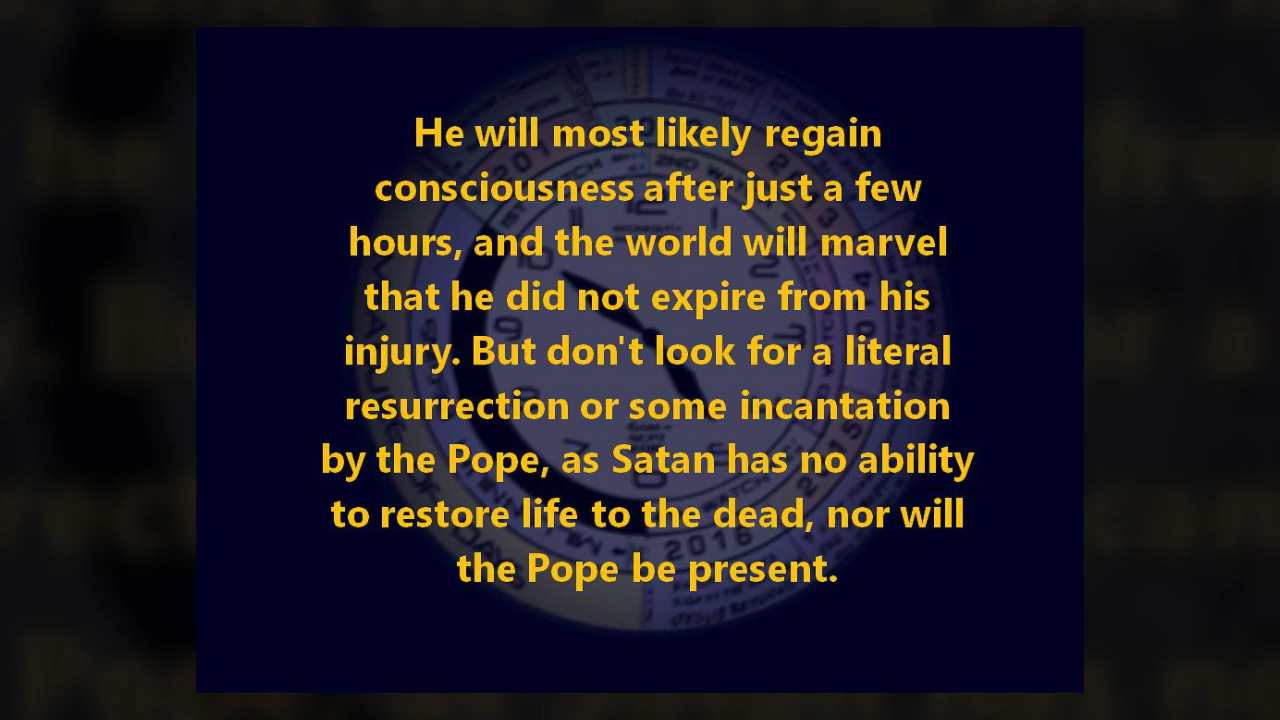 He will most likely regain
consciousness after just a few
hours, and the world will marvel
that he did not expire from his
injury. But don't look for a literal
resurrection or some incantation
by the Pope, as Satan has no ability
to restore life to the dead, nor will
the Pope be present.
2016